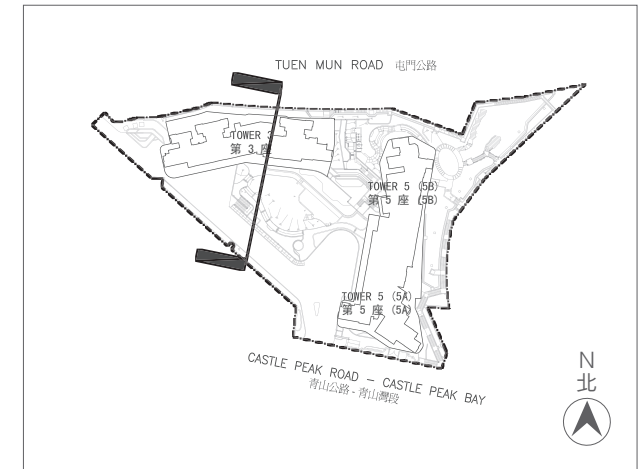 TUEN MUN ROAD 屯門公路
TOWER 3
第 3 座
TOWER 5 (5B)
第 5 座 (5B)
TOWER 5 (5A)
第 5 座 (5A)
CASTLE PEAK ROAD – CASTLE PEAK BAY
青山公路 - 青山灣段
N
北